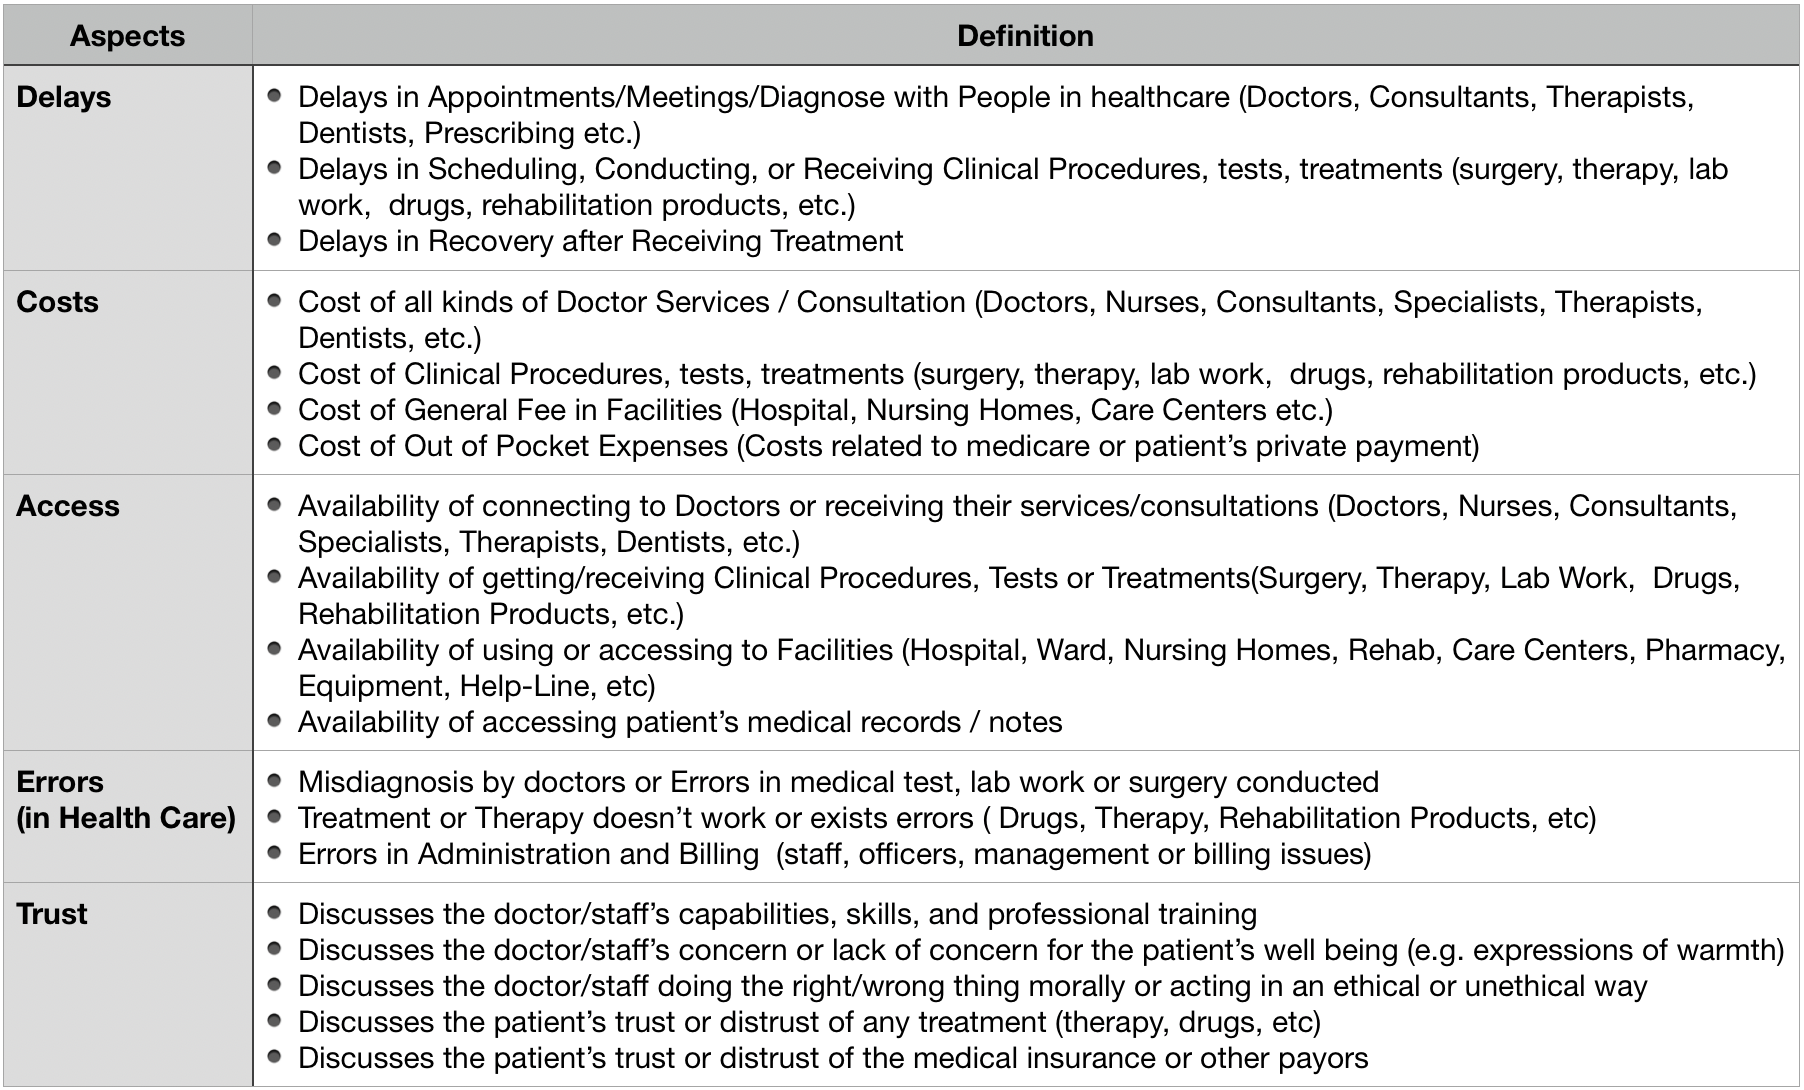 Aspects Definition
Delays
● Delays in Appointments/Meetings/Diagnose with People in healthcare (Doctors, Consultants, Therapists,
Dentists, Prescribing etc.)
● Delays in Scheduling, Conducting, or Receiving Clinical Procedures, tests, treatments (surgery, therapy, lab
work,  drugs, rehabilitation products, etc.)
● Delays in Recovery after Receiving Treatment
Costs
● Cost of all kinds of Doctor Services / Consultation (Doctors, Nurses, Consultants, Specialists, Therapists,
Dentists, etc.)
● Cost of Clinical Procedures, tests, treatments (surgery, therapy, lab work,  drugs, rehabilitation products, etc.)
● Cost of General Fee in Facilities (Hospital, Nursing Homes, Care Centers etc.)
● Cost of Out of Pocket Expenses (Costs related to medicare or patient’s private payment)
Access
● Availability of connecting to Doctors or receiving their services/consultations (Doctors, Nurses, Consultants,
Specialists, Therapists, Dentists, etc.)
● Availability of getting/receiving Clinical Procedures, Tests or Treatments(Surgery, Therapy, Lab Work,  Drugs,
Rehabilitation Products, etc.)
● Availability of using or accessing to Facilities (Hospital, Ward, Nursing Homes, Rehab, Care Centers, Pharmacy,
Equipment, Help-Line, etc)
● Availability of accessing patient’s medical records / notes
Errors
(in Health Care)
● Misdiagnosis by doctors or Errors in medical test, lab work or surgery conducted
● Treatment or Therapy doesn’t work or exists errors ( Drugs, Therapy, Rehabilitation Products, etc)
● Errors in Administration and Billing  (staff, officers, management or billing issues)
Trust
● Discusses the doctor/staff’s capabilities, skills, and professional training
● Discusses the doctor/staff’s concern or lack of concern for the patient’s well being (e.g. expressions of warmth)
● Discusses the doctor/staff doing the right/wrong thing morally or acting in an ethical or unethical way
● Discusses the patient’s trust or distrust of any treatment (therapy, drugs, etc)
● Discusses the patient’s trust or distrust of the medical insurance or other payors